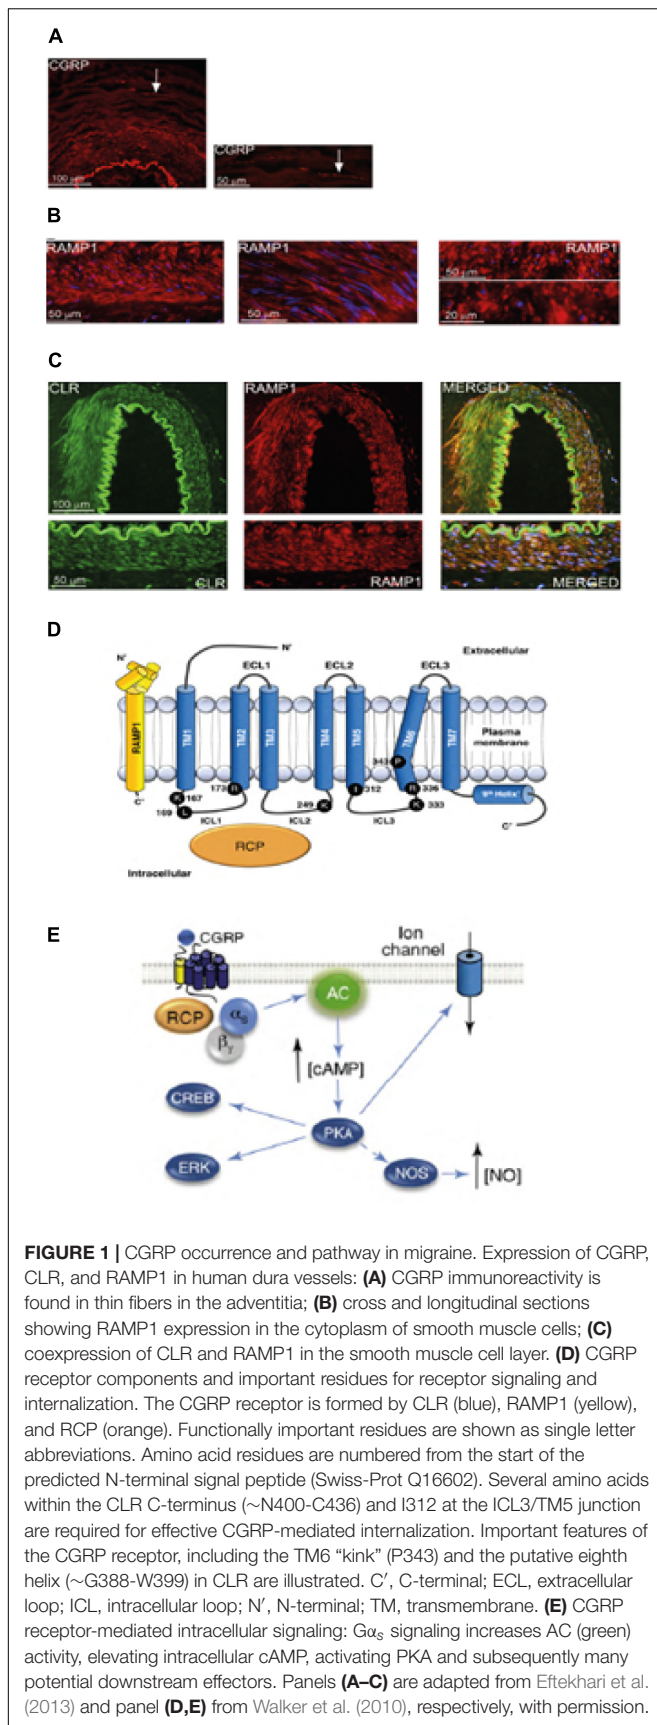 A
CGRP
100 μm
CGRP
50 μm
B
RAMP1
50 μm
RAMP1
50 μm
RAMP1
50 μm
20 μm
C
CLR
100 μm
RAMP1
MERGED
50 μm
CLR
RAMP1
MERGED
D
Extracellular
N'
N'
ECL1
ECL2
ECL3
RAMP1
TM1
TM2
TM3
TM4
TM5
TM6
TM7
Plasma
membrane
343
P
K
167
173
R
I
312
R
336
8th Helix'
169
L
249
K
K
333
C'
ICL1
ICL2
ICL3
C'
RCP
Intracellular
E
CGRP
Ion
channel
AC
RCP
αs
βγ
[cAMP]
CREB
PKA
ERK
NOS
[NO]
FIGURE 1 | CGRP occurrence and pathway in migraine. Expression of CGRP,
CLR, and RAMP1 in human dura vessels: (A) CGRP immunoreactivity is
found in thin fibers in the adventitia; (B) cross and longitudinal sections
showing RAMP1 expression in the cytoplasm of smooth muscle cells; (C)
coexpression of CLR and RAMP1 in the smooth muscle cell layer. (D) CGRP
receptor components and important residues for receptor signaling and
internalization. The CGRP receptor is formed by CLR (blue), RAMP1 (yellow),
and RCP (orange). Functionally important residues are shown as single letter
abbreviations. Amino acid residues are numbered from the start of the
predicted N-terminal signal peptide (Swiss-Prot Q16602). Several amino acids
within the CLR C-terminus (∼N400-C436) and I312 at the ICL3/TM5 junction
are required for effective CGRP-mediated internalization. Important features of
the CGRP receptor, including the TM6 “kink” (P343) and the putative eighth
helix (∼G388-W399) in CLR are illustrated. C′, C-terminal; ECL, extracellular
loop; ICL, intracellular loop; N′, N-terminal; TM, transmembrane. (E) CGRP
receptor-mediated intracellular signaling: Gαs signaling increases AC (green)
activity, elevating intracellular cAMP, activating PKA and subsequently many
potential downstream effectors. Panels (A–C) are adapted from Eftekhari et al.
(2013) and panel (D,E) from Walker et al. (2010), respectively, with permission.